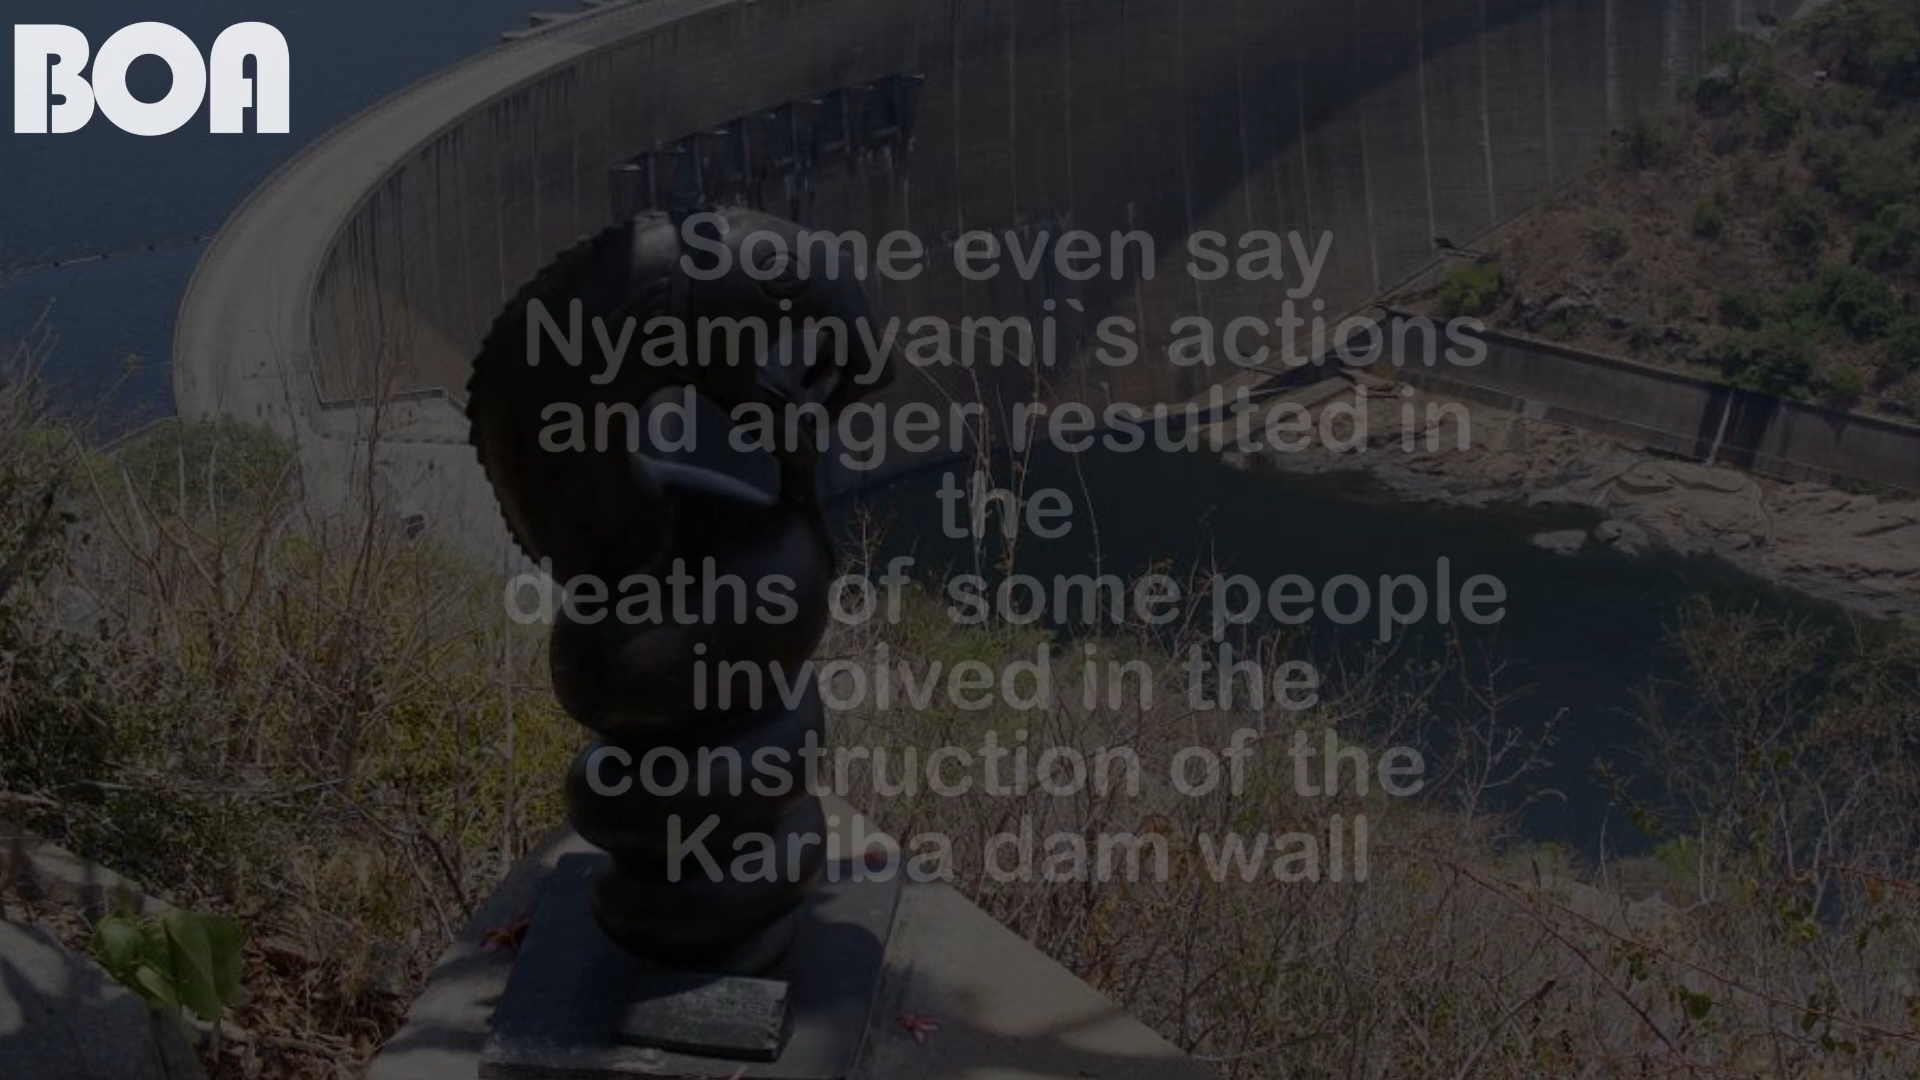 BOA
Some even say
Nyaminyami`s actions
and anger resulted in
the
deaths of some people
involved in the
construction of the
Kariba dam wall